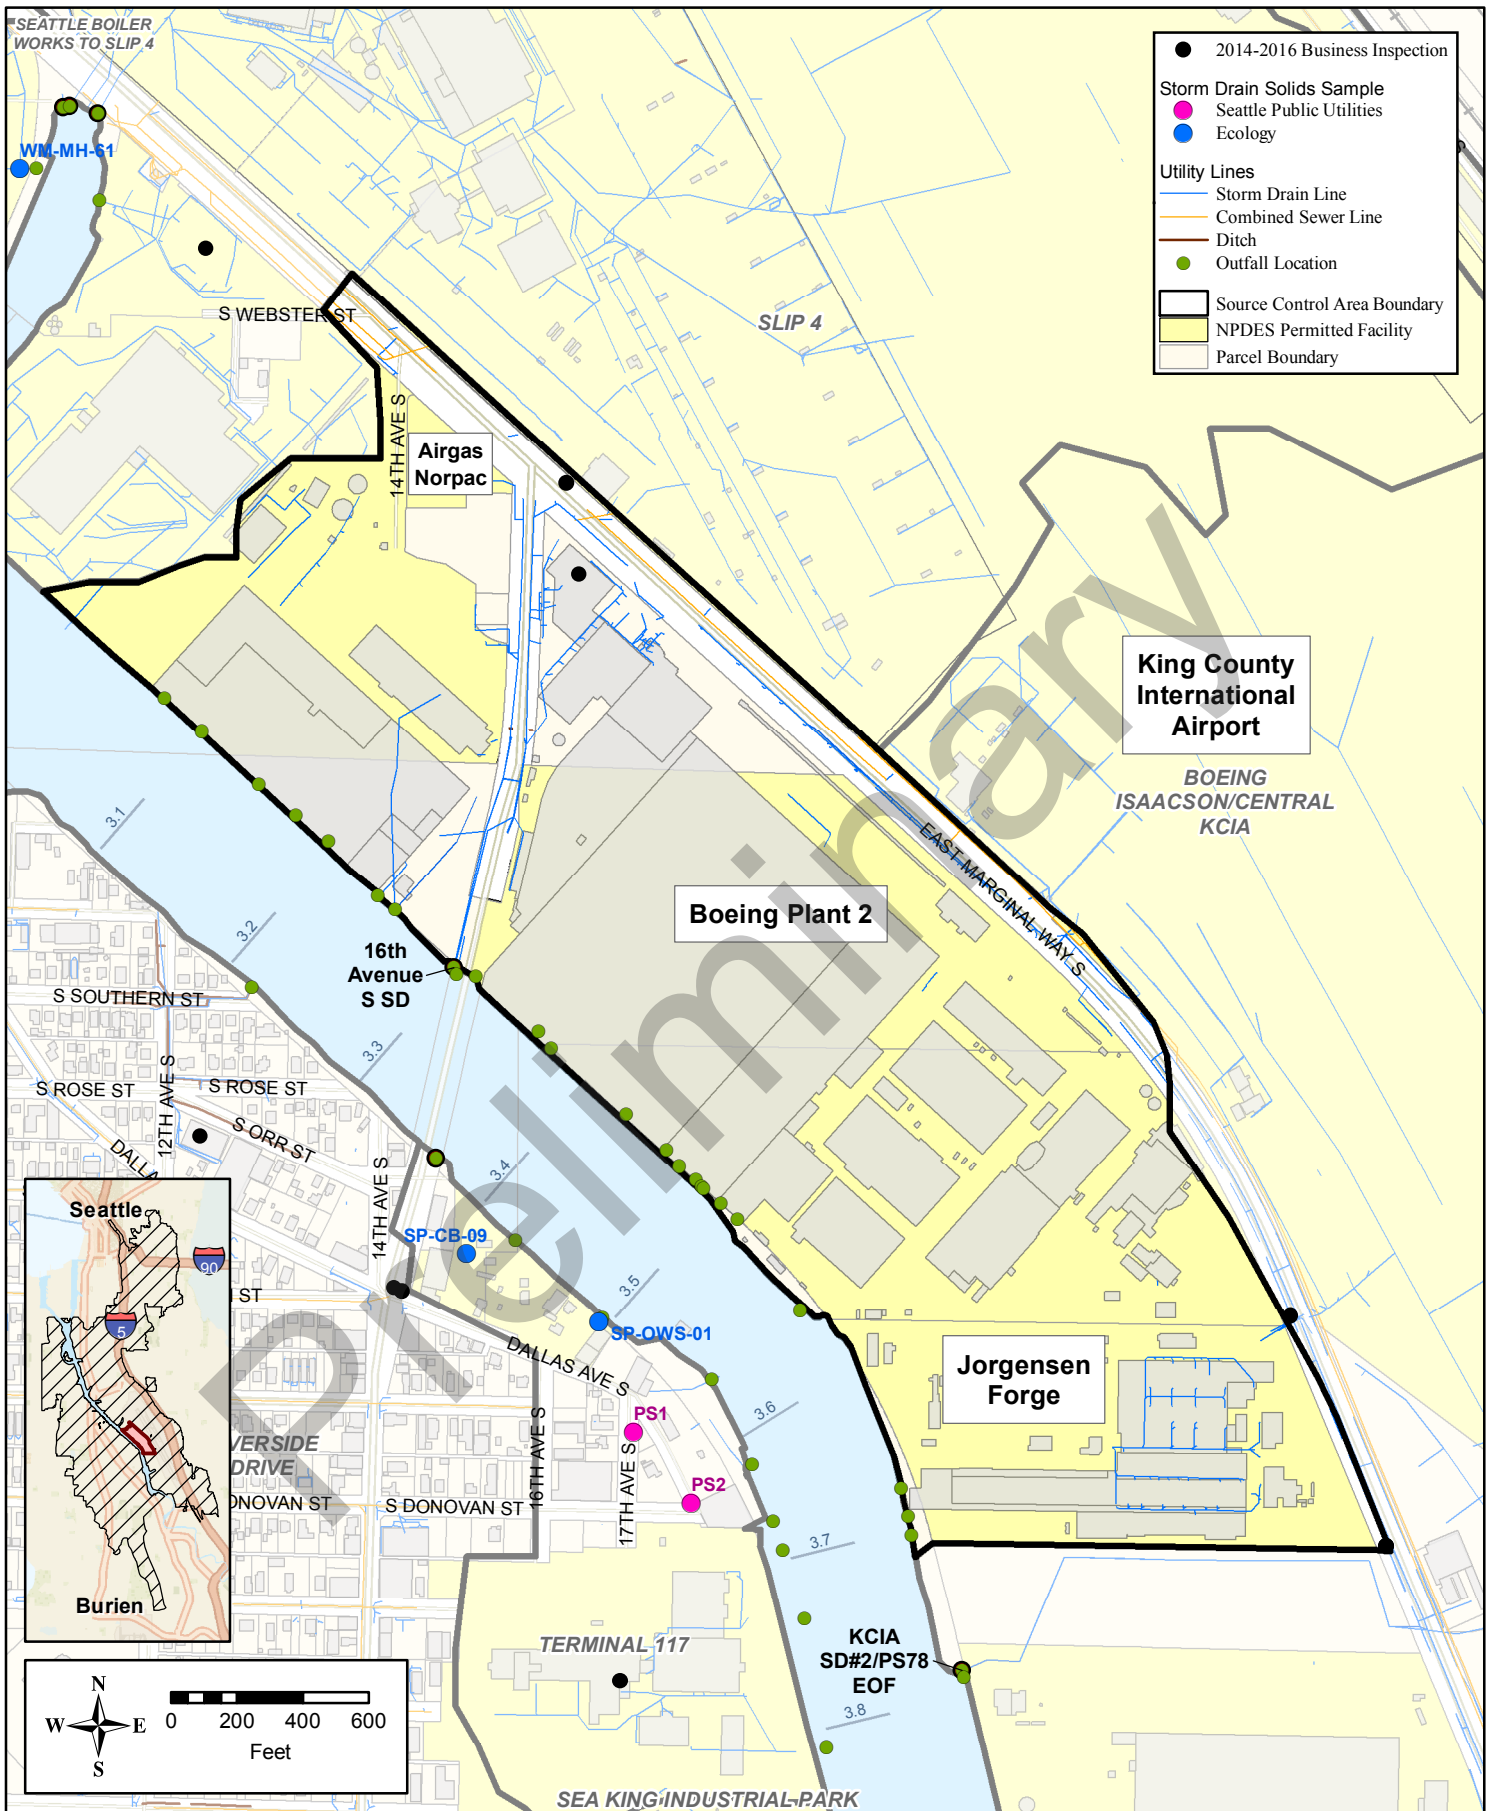 SEATTLE BOILER
WORKS TO SLIP 4
2014-2016 Business Inspection
Storm Drain Solids Sample
Seattle Public Utilities
Ecology
Utility Lines
Storm Drain Line
Combined Sewer Line
Ditch
Outfall Location
Source Control Area Boundary
NPDES Permitted Facility
Parcel Boundary
WM-MH-61
S WEBSTER ST
SLIP 4
14TH AVE S
Airgas
Norpac
King County
International
Airport
BOEING
ISAACSON/CENTRAL
KCIA
EAST MARGINAL WAY S
Boeing Plant 2
3.1
3.2
16th
Avenue
S SD
S SOUTHERN ST
3.3
12TH AVE S
S ROSE ST
S ROSE ST
S ORR ST
DALLA
3.4
14TH AVE S
SP-CB-09
3.5
SP-OWS-01
DALLAS AVE S
Jorgensen
Forge
3.6
PS1
PS2
16TH AVE S
17TH AVE S
Seattle
90
5
Burien
ST
VERSIDE
DRIVE
DONOVAN ST
S DONOVAN ST
3.7
TERMINAL 117
KCIA
SD#2/PS78
EOF
3.8
N
W
E
S
0 200 400 600
Feet
SEA KING INDUSTRIAL PARK
Preliminary